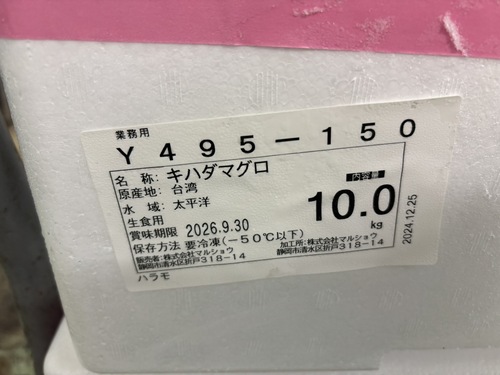 業務用
Y495-150
名 称: キハダマグロ
原産地: 台湾
水 域: 太平洋
生食用
賞味期限 2026.9.30
保存方法 要冷凍(-50℃以下)
販売者:株式会社マルショウ
静岡市清水区折戸318-14
加工所:株式会社マルショウ
静岡市清水区折戸318-14
内容量
10.0
kg
2024.12.25
ハラモ